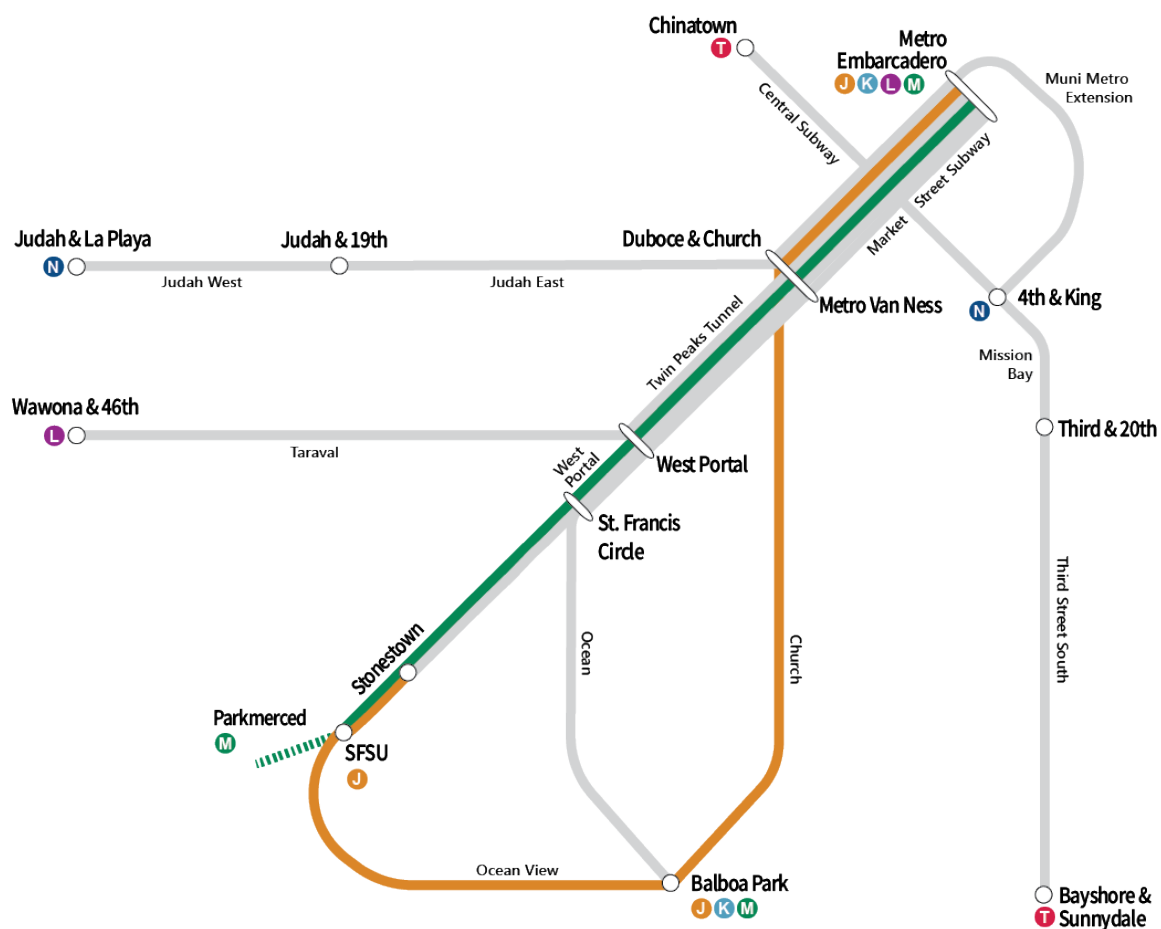 Chinatown
T
Metro
Embarcadero
J K L M
Muni Metro
Extension
Central Subway
Market Street Subway
Judah & La Playa
N
Judah & 19th
Judah West
Judah East
Duboce & Church
Metro Van Ness
4th & King
N
Twin Peaks Tunnel
Mission
Bay
Wawona & 46th
L
Taraval
Third & 20th
West
Portal
West Portal
St. Francis
Circle
Stonestown
Ocean
Church
Third Street South
Parkmerced
M
SFSU
J
Ocean View
Balboa Park
J K M
Bayshore &
T Sunnydale